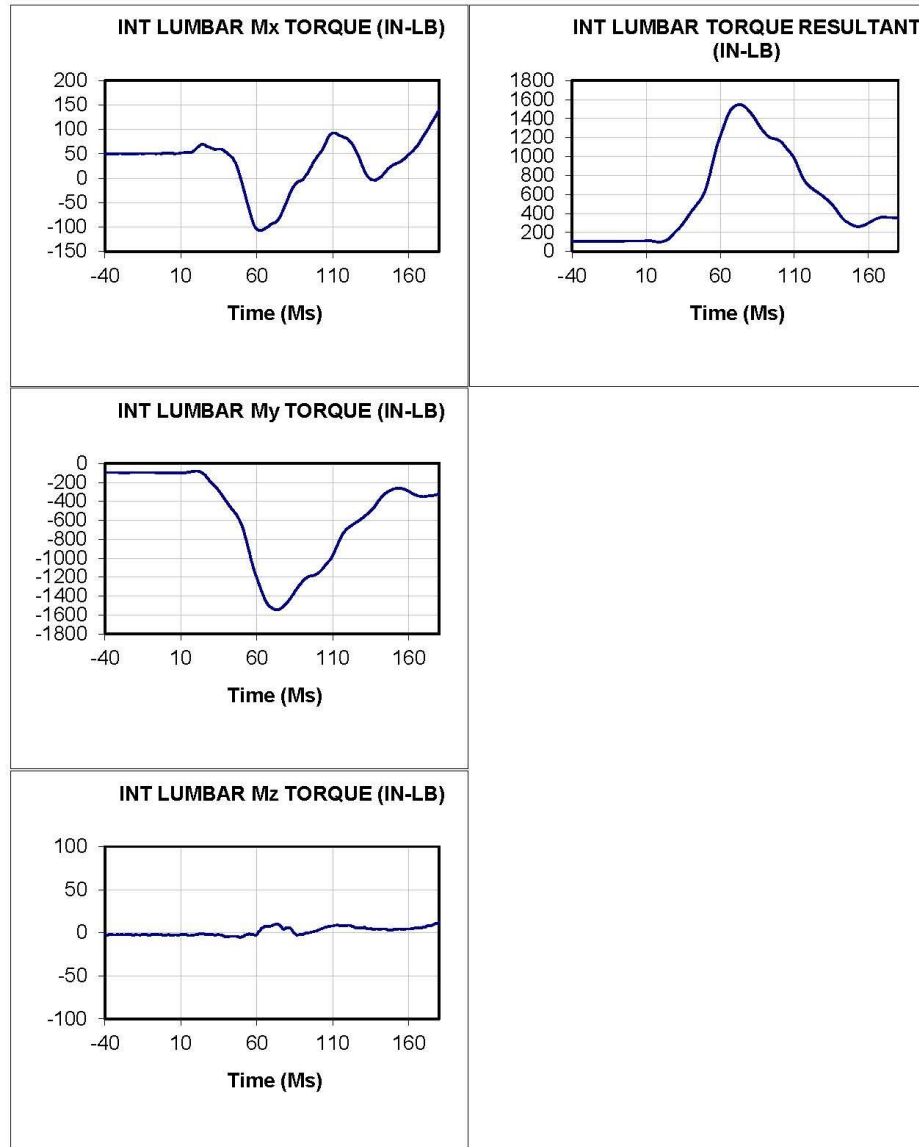 INT LUMBAR Mx TORQUE (IN-LB)
200
150
100
50
0
-50
-100
-150
-40 10 60 110 160
Time (Ms)
INT LUMBAR TORQUE RESULTANT
(IN-LB)
1800
1600
1400
1200
1000
800
600
400
200
0
-40 10 60 110 160
Time (Ms)
INT LUMBAR My TORQUE (IN-LB)
0
-200
-400
-600
-800
-1000
-1200
-1400
-1600
-1800
-40 10 60 110 160
Time (Ms)
INT LUMBAR Mz TORQUE (IN-LB)
100
50
0
-50
-100
-40 10 60 110 160
Time (Ms)